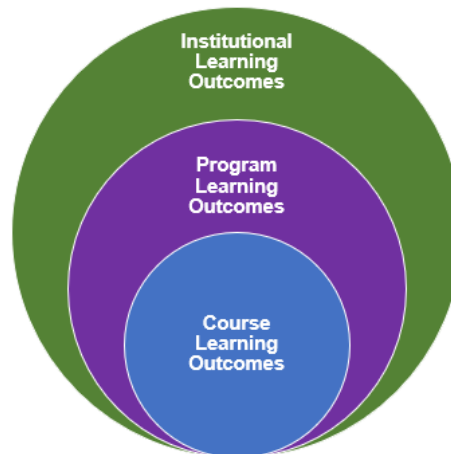 Institutional
Learning
Outcomes
Program
Learning
Outcomes
Course
Learning
Outcomes